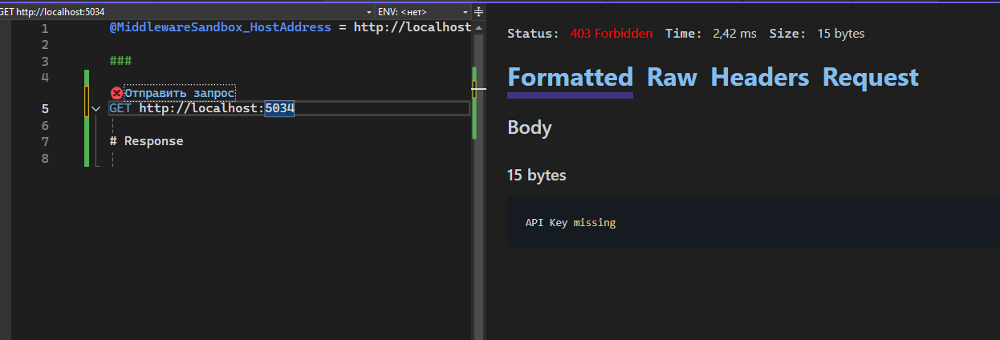 GET http://localhost:5034
ENV: <нет>
1 @MiddlewareSandbox_HostAddress = http://localhost
2
3 ###
4
Отправить запрос
5 GET http://localhost:5034
6
7 # Response
8
Status: 403 Forbidden Time: 2,42 ms Size: 15 bytes
Formatted Raw Headers Request
Body
15 bytes
API Key missing